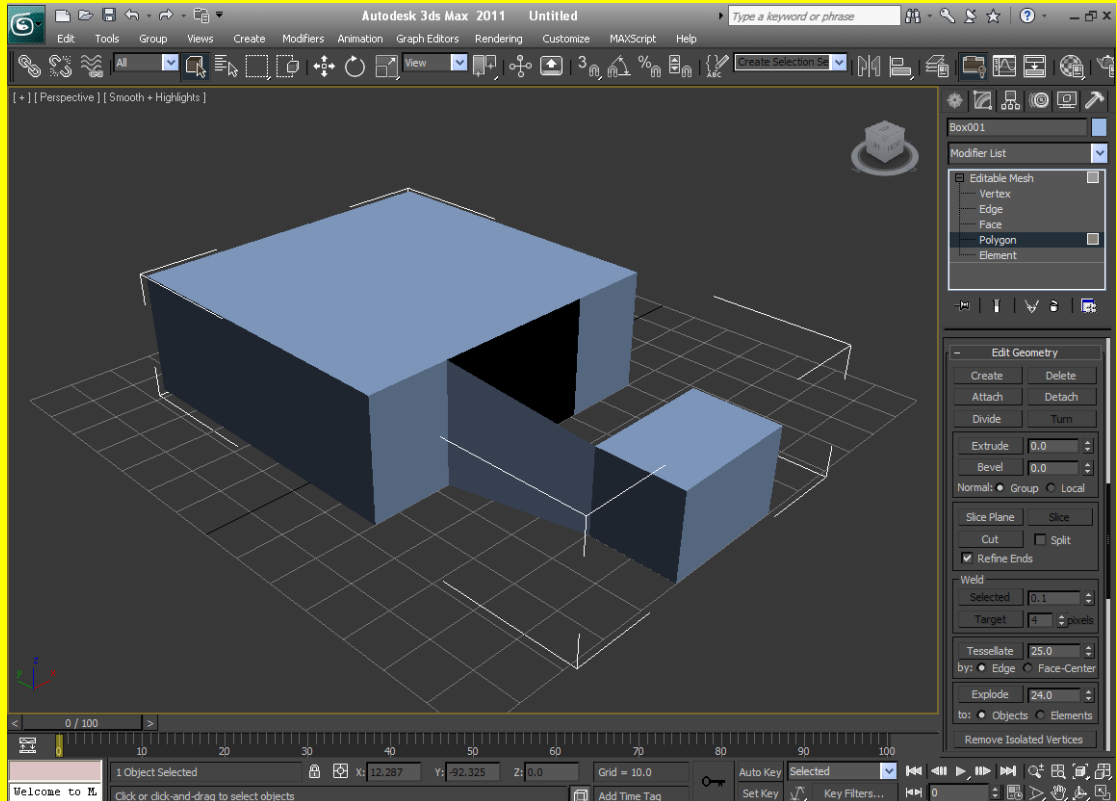 Autodesk 3ds Max 2011 Untitled
Type a keyword or phrase
Edit Tools Group Views Create Modifiers Animation Graph Editors Rendering Customize MAXScript Help
All
View
3
Create Selection Se
[ + ] [ Perspective ] [ Smooth + Highlights ]
Box001
Modifier List
Editable Mesh
Vertex
Edge
Face
Polygon
Element
Edit Geometry
Create Delete
Attach Detach
Divide Turn
Extrude 0.0
Bevel 0.0
Normal: Group Local
Slice Plane Slice
Cut Split
Refine Ends
Weld
Selected 0.1
Target 4 pixels
Tessellate 25.0
by: Edge Face-Center
Explode 24.0
to: Objects Elements
Remove Isolated Vertices
z
y x
< 0 / 100 >
0 10 20 30 40 50 60 70 80 90 100
1 Object Selected X: 12.287 Y: -92.325 Z: 0.0 Grid = 10.0 Auto Key Selected
Welcome to M Click or click-and-drag to select objects Add Time Tag Set Key Key Filters... 0